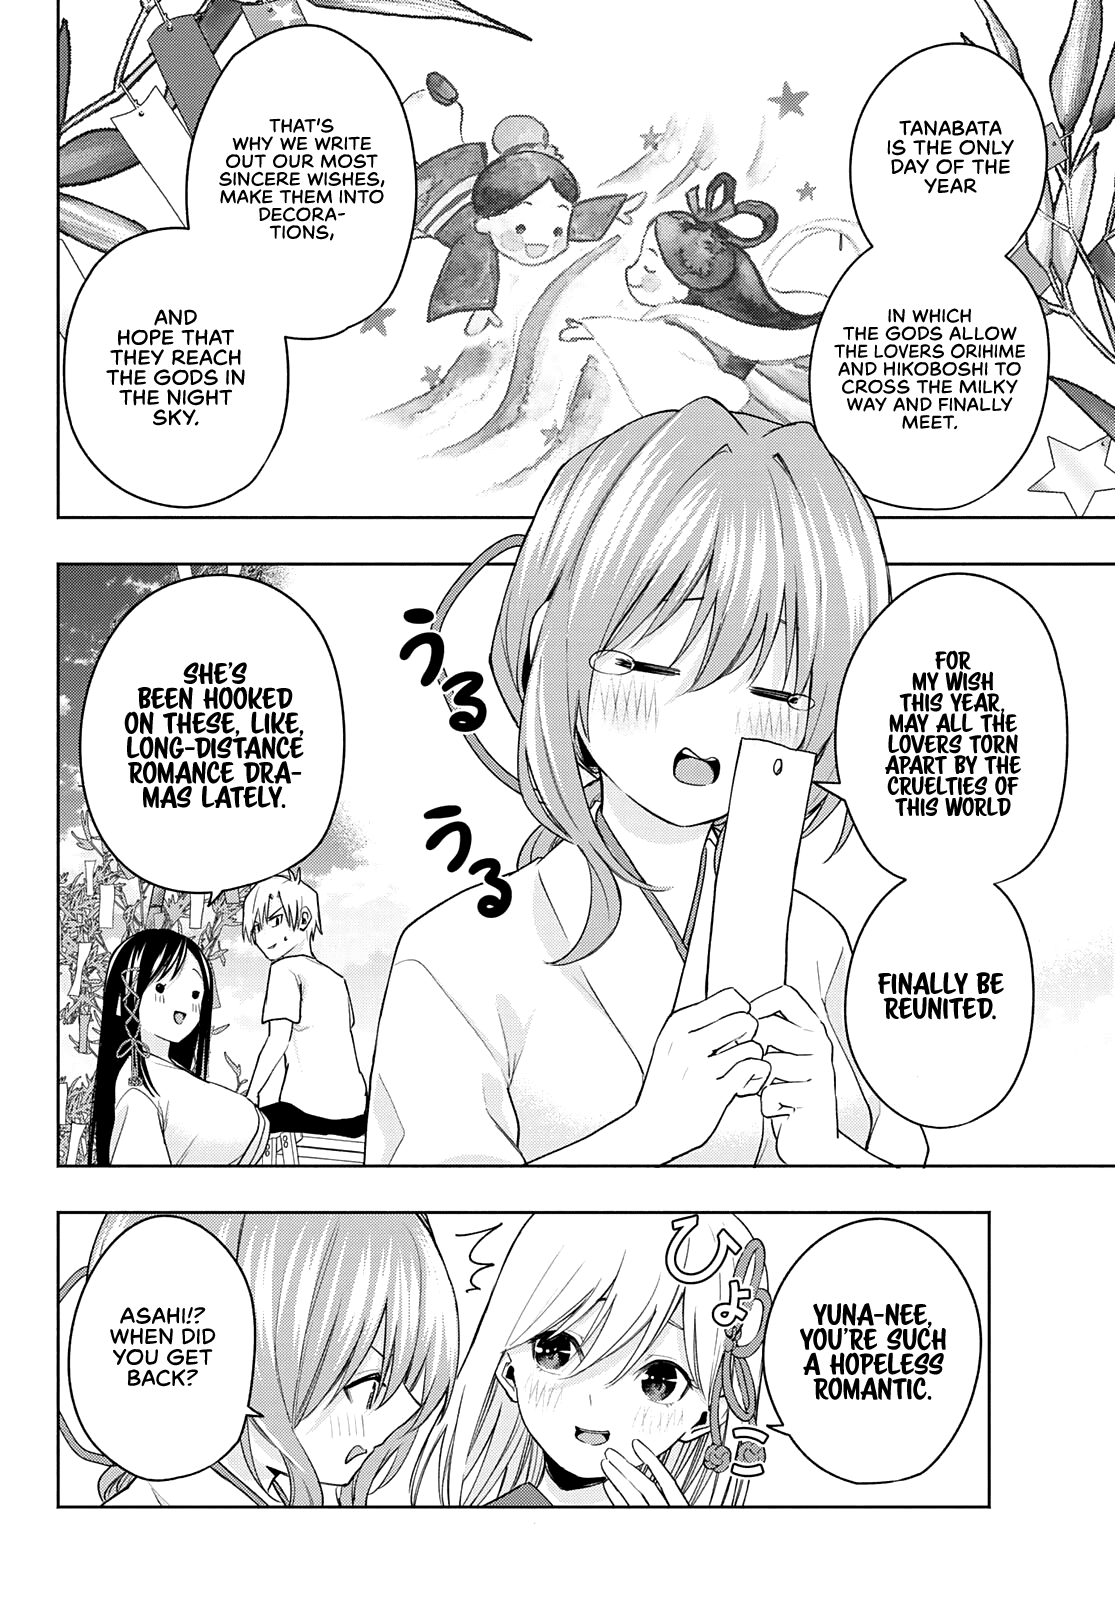 TANABATA
IS THE ONLY
DAY OF THE
YEAR
IN WHICH
THE GODS ALLOW
THE LOVERS ORIHIME
AND HIKOBOSHI TO
CROSS THE MILKY
WAY AND FINALLY
MEET.
THAT'S
WHY WE WRITE
OUT OUR MOST
SINCERE WISHES,
MAKE THEM INTO
DECORA-
TIONS,
AND
HOPE THAT
THEY REACH
THE GODS IN
THE NIGHT
SKY.
FOR
MY WISH
THIS YEAR,
MAY ALL THE
LOVERS TORN
APART BY THE
CRUELTIES OF
THIS WORLD
FINALLY BE
REUNITED.
うる
うる
SHE'S
BEEN HOOKED
ON THESE, LIKE,
LONG-DISTANCE
ROMANCE DRA-
MAS LATELY.
YUNA-NEE,
YOU'RE SUCH
A HOPELESS
ROMANTIC.
ひょこ
ASAHI!?
WHEN DID
YOU GET
BACK?